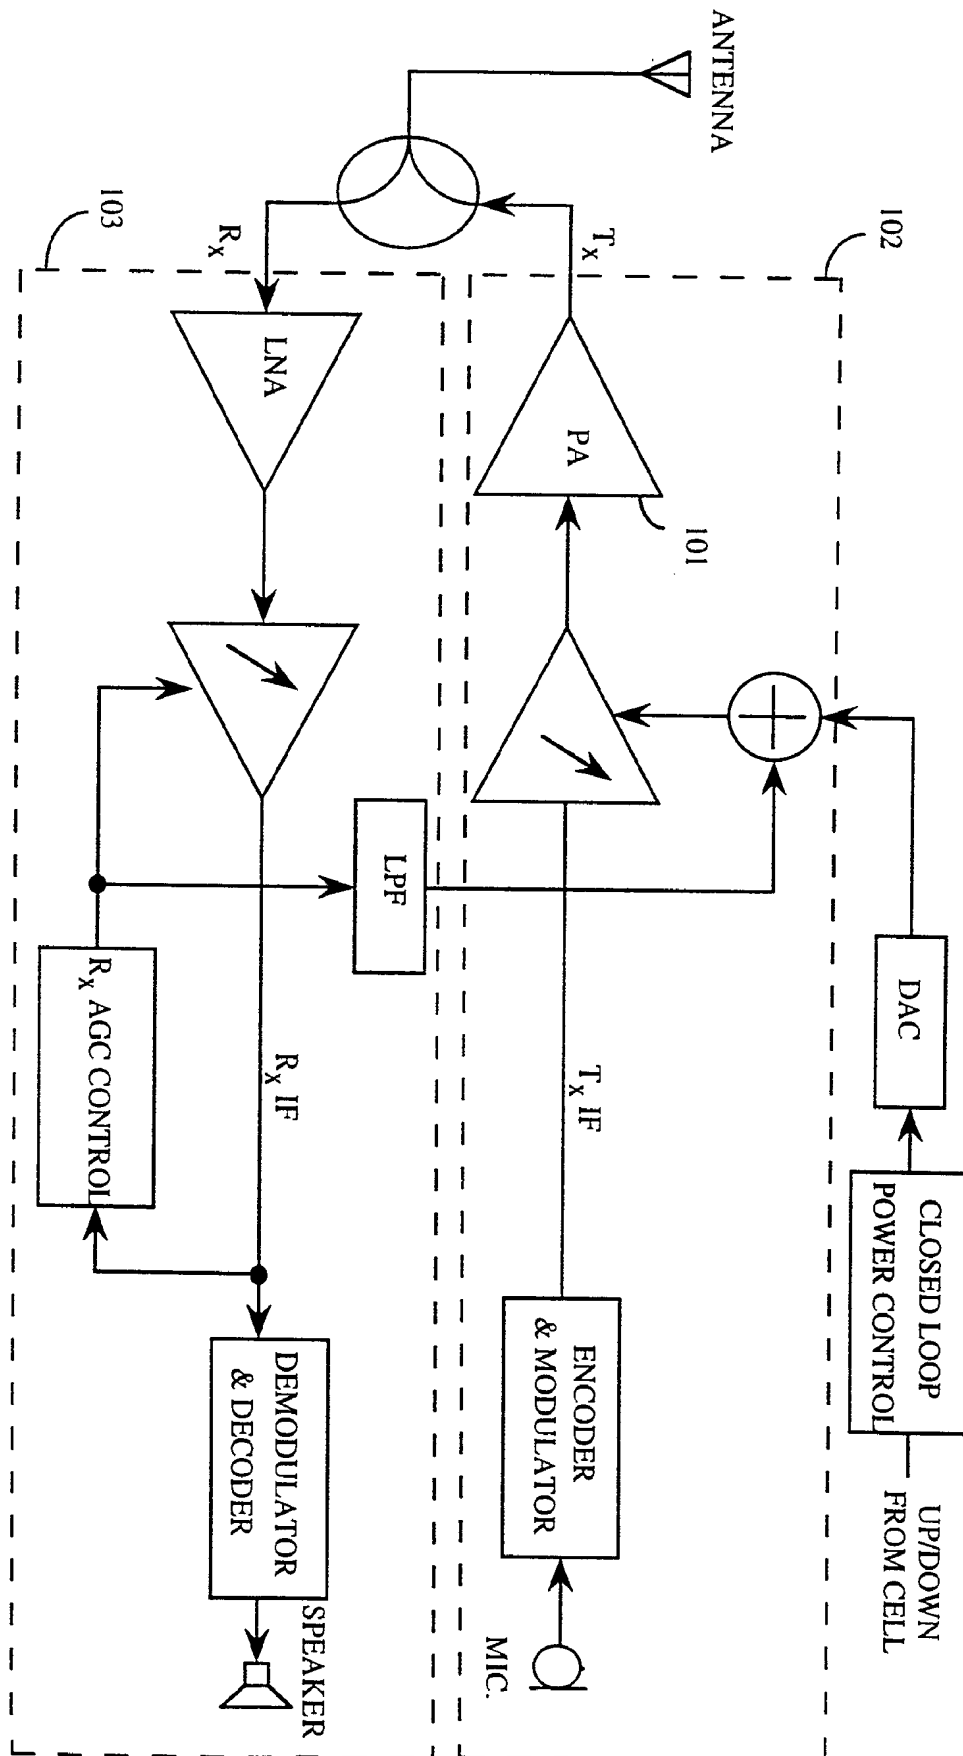 ANTENNA
102
103
Tx
Rx
LNA
PA
101
LPF
DAC
CLOSED LOOP
POWER CONTROL
UP/DOWN
FROM CELL
Rx AGC CONTROL
Rx IF
Tx IF
ENCODER
& MODULATOR
DEMODULATOR
& DECODER
MIC.
SPEAKER